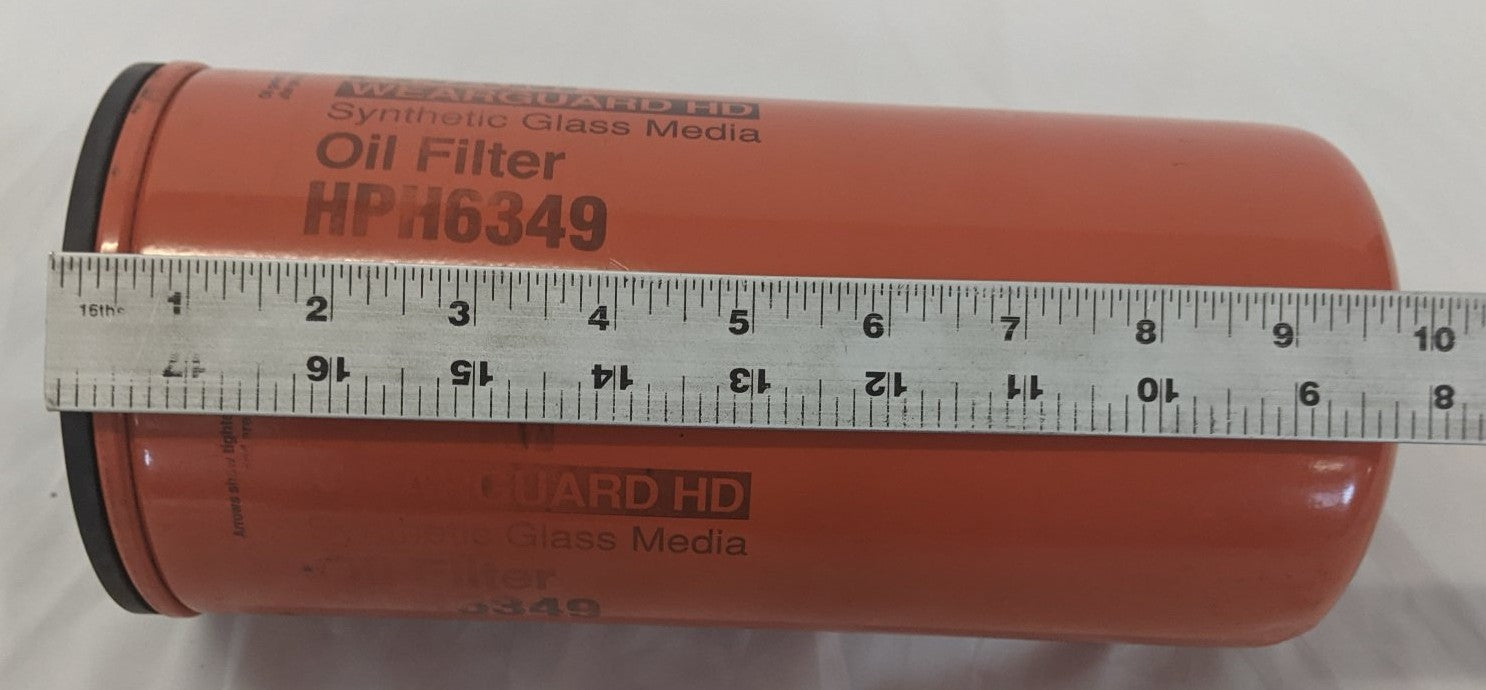 WEARGUARD HD
Synthetic Glass Media
Oil Filter
HPH6349
16ths 1 2 3 4 5 6 7 8 9 10
16 15 14 13 12 11 10 9 8
GUARD HD
Glass Media
Filter
6349